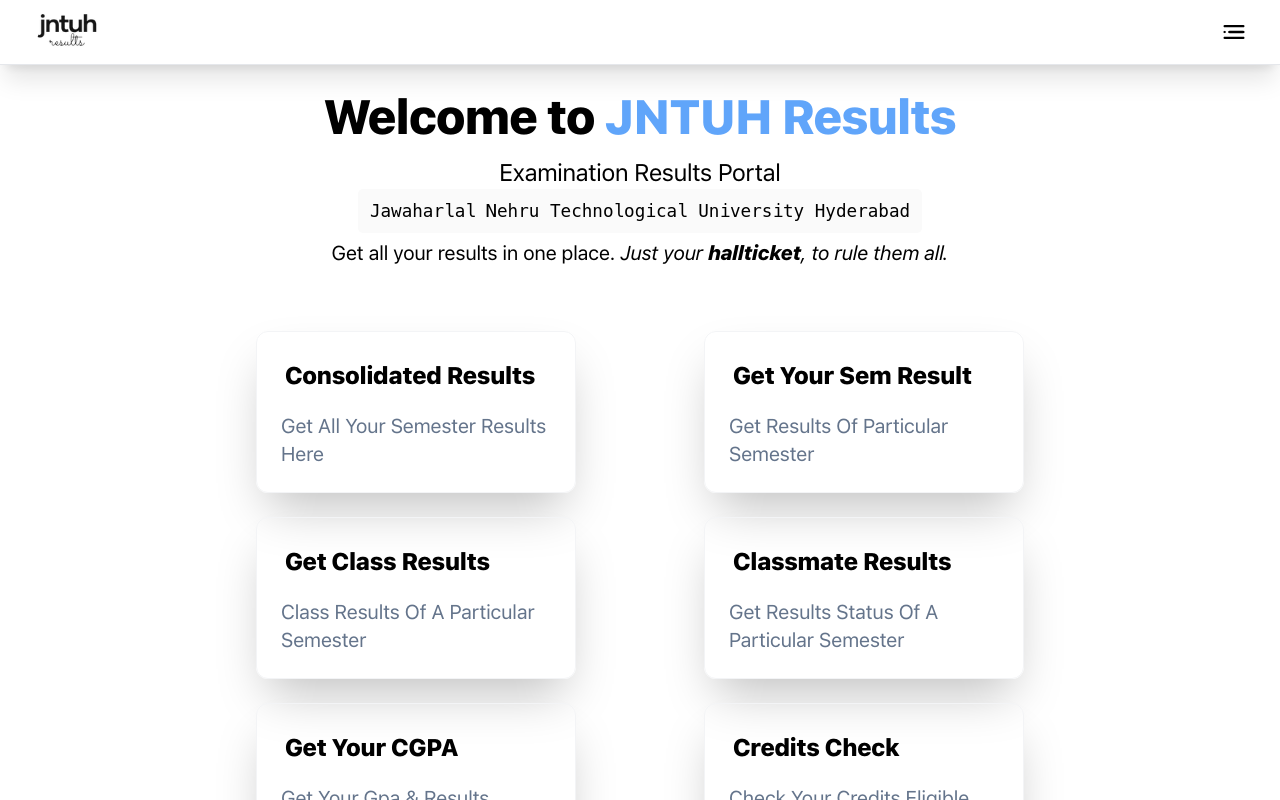 jntuh
results
Welcome to JNTUH Results
Examination Results Portal
Jawaharlal Nehru Technological University Hyderabad
Get all your results in one place. Just your hallticket, to rule them all.
Consolidated Results
Get All Your Semester Results
Here
Get Your Sem Result
Get Results Of Particular
Semester
Get Class Results
Class Results Of A Particular
Semester
Classmate Results
Get Results Status Of A
Particular Semester
Get Your CGPA
Get Your Gpa & Results
Credits Check
Check Your Credits Eligible